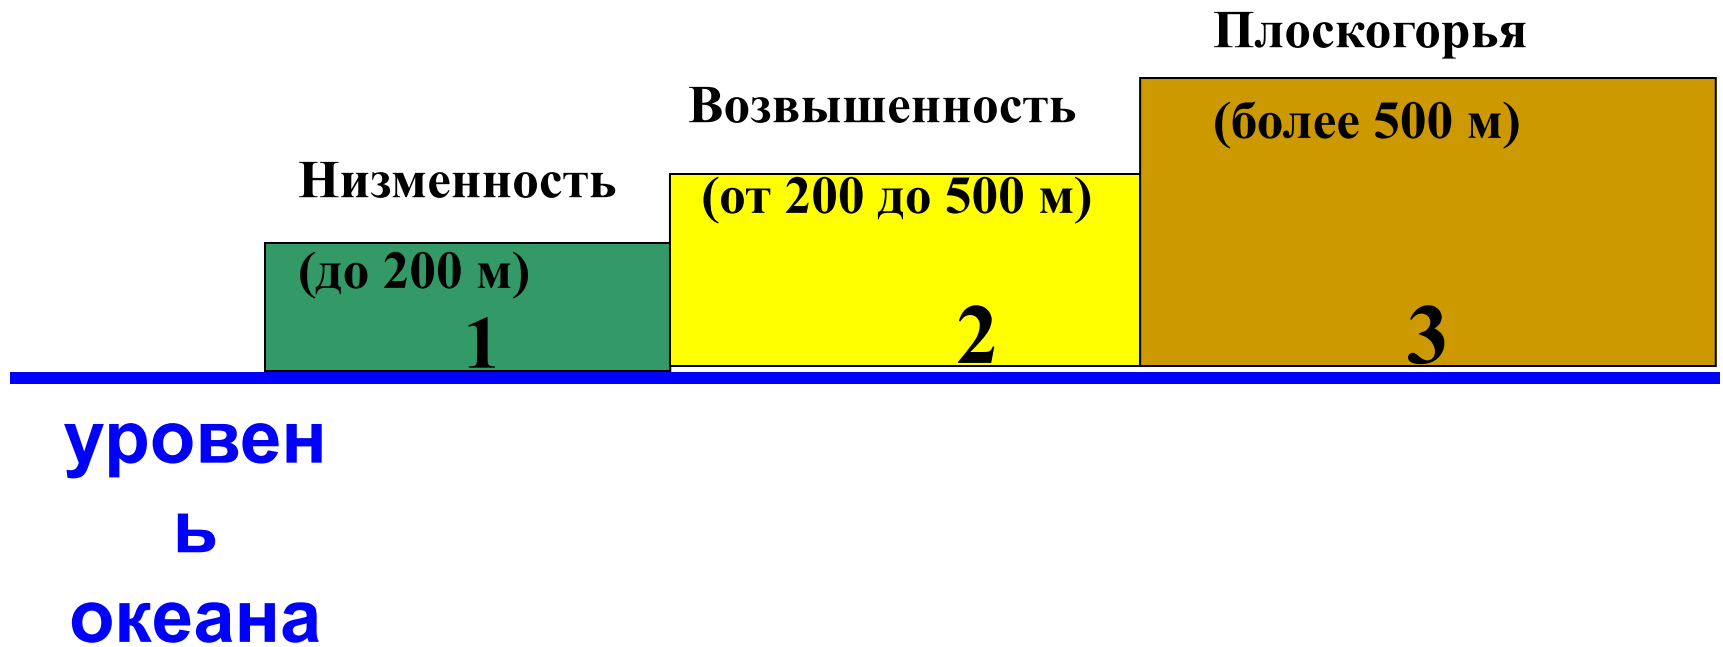 Плоскогорья
(более 500 м)
Возвышенность
(от 200 до 500 м)
Низменность
(до 200 м)
1
2
3
уровен
ь
океана